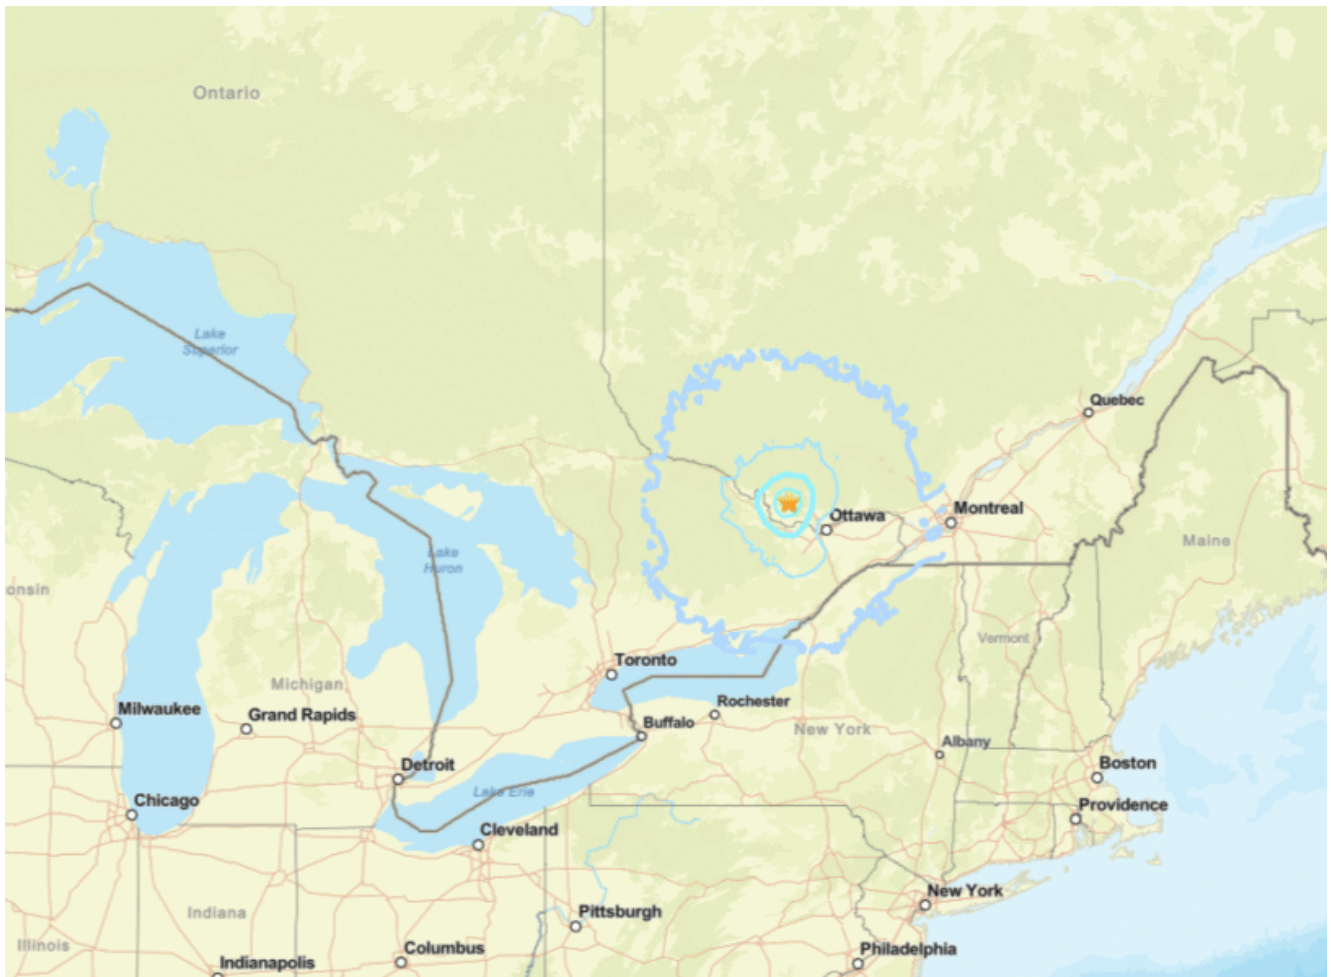 Ontario
Lake
Superior
Quebec
Montreal
Ottawa
Maine
Lake
Huron
onsin
Vermont
Toronto
Michigan
Milwaukee
Grand Rapids
Rochester
Buffalo
New York
Albany
Detroit
Boston
Lake Erie
Chicago
Providence
Cleveland
New York
Indiana
Pittsburgh
Illinois
Columbus
Philadelphia
Indianapolis